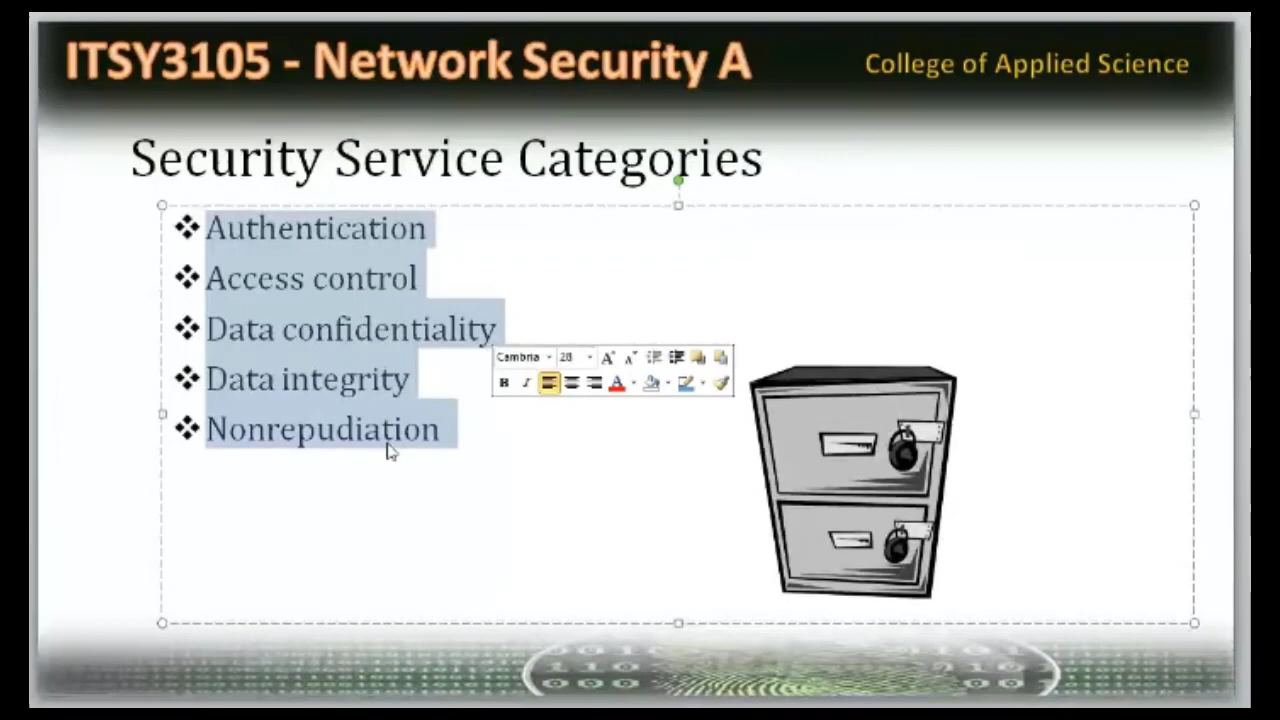 ITSY3105 - Network Security A
College of Applied Science
Security Service Categories
Authentication
Access control
Data confidentiality
Data integrity
Nonrepudiation
Cambria 28
B I A